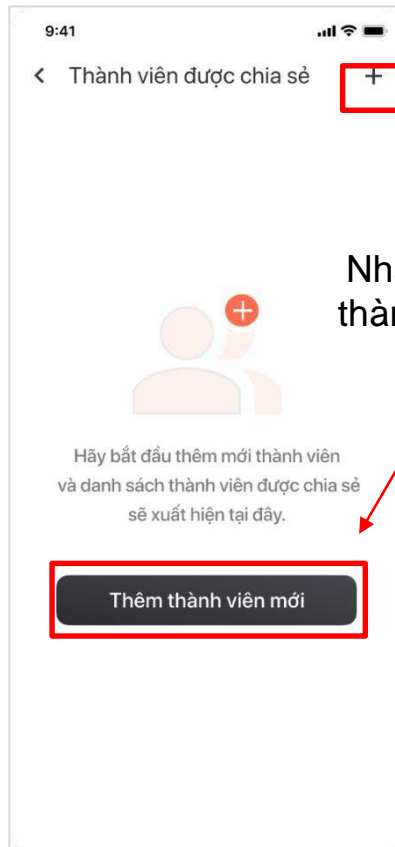 9:41
Thành viên được chia sẻ
Hãy bắt đầu thêm mới thành viên
và danh sách thành viên được chia sẻ
sẽ xuất hiện tại đây.
Thêm thành viên mới